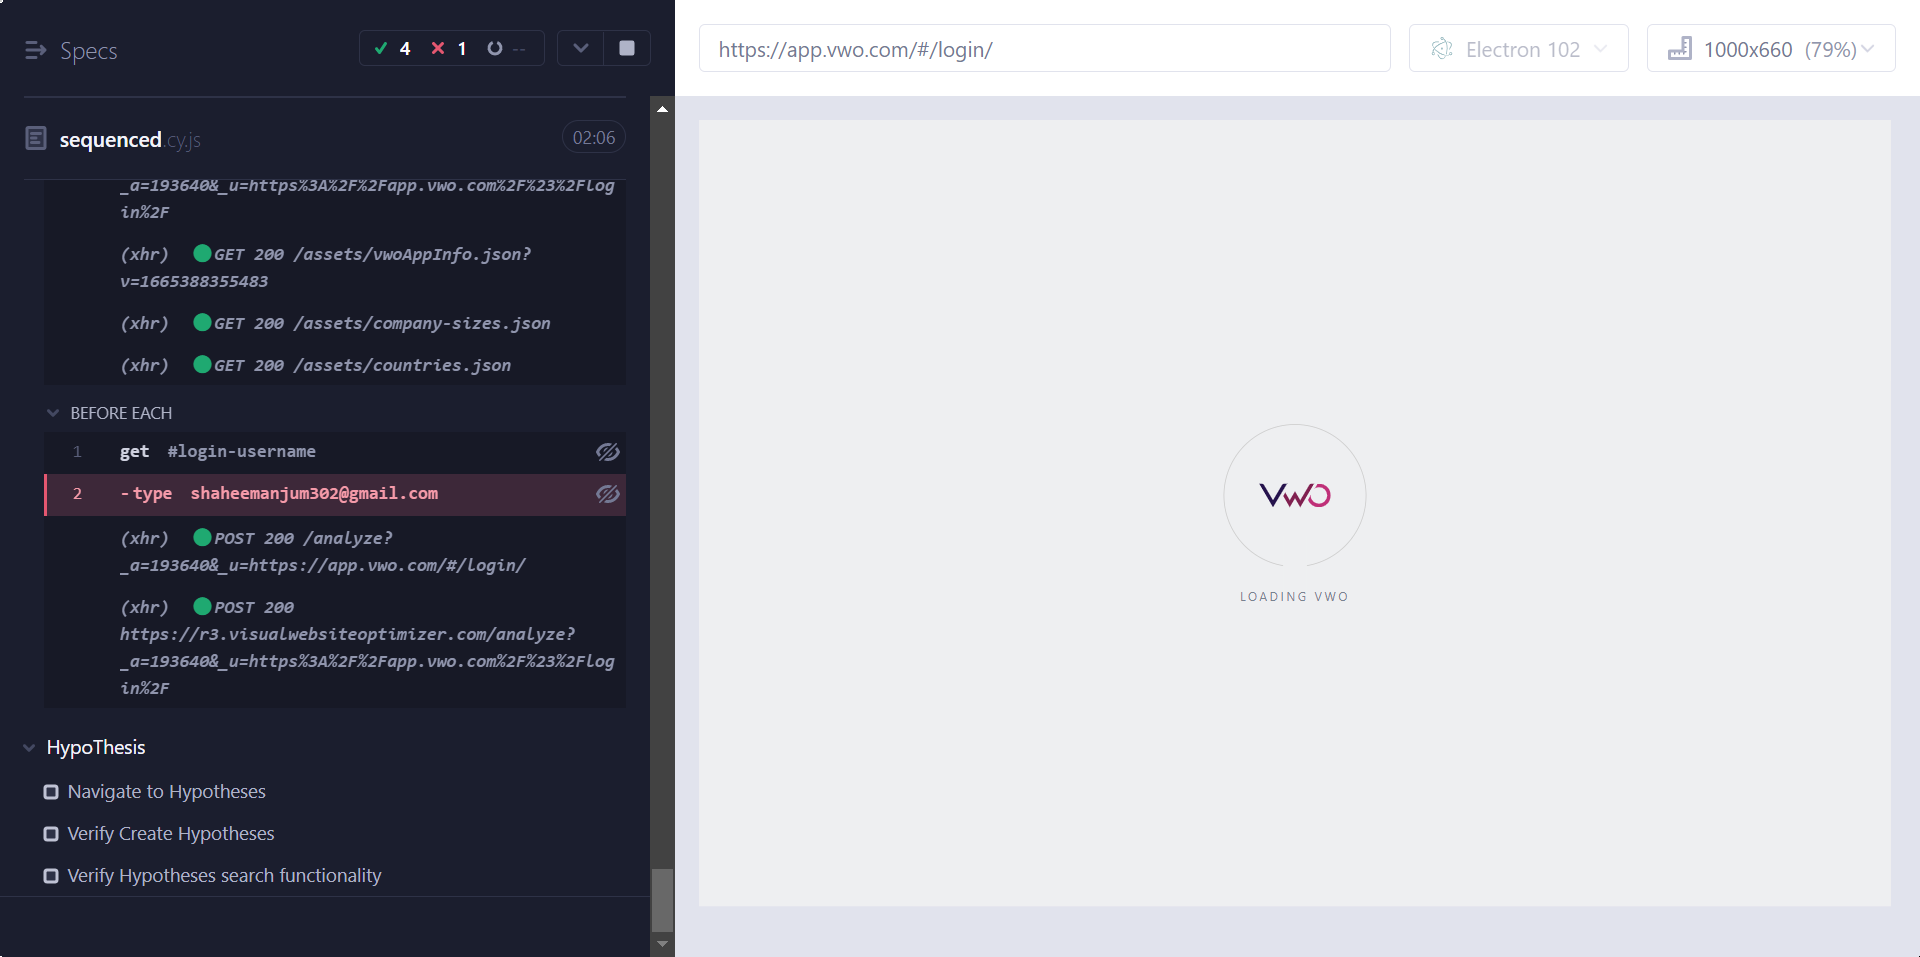 Specs
4 1 --
https://app.vwo.com/#/login/
Electron 102
1000x660 (79%)
sequenced.cy.js
02:06
_a=193640&_u=https%3A%2F%2Fapp.vwo.com%2F%23%2Flog
in%2F
(xhr) GET 200 /assets/vwoAppInfo.json?
v=1665388355483
(xhr) GET 200 /assets/company-sizes.json
(xhr) GET 200 /assets/countries.json
BEFORE EACH
1 get #login-username
2 -type shaheemanjum302@gmail.com
(xhr) POST 200 /analyze?
_a=193640&_u=https://app.vwo.com/#/login/
(xhr) POST 200
https://r3.visualwebsiteoptimizer.com/analyze?
_a=193640&_u=https%3A%2F%2Fapp.vwo.com%2F%23%2Flog
in%2F
HypoThesis
Navigate to Hypotheses
Verify Create Hypotheses
Verify Hypotheses search functionality
VWO
LOADING VWO